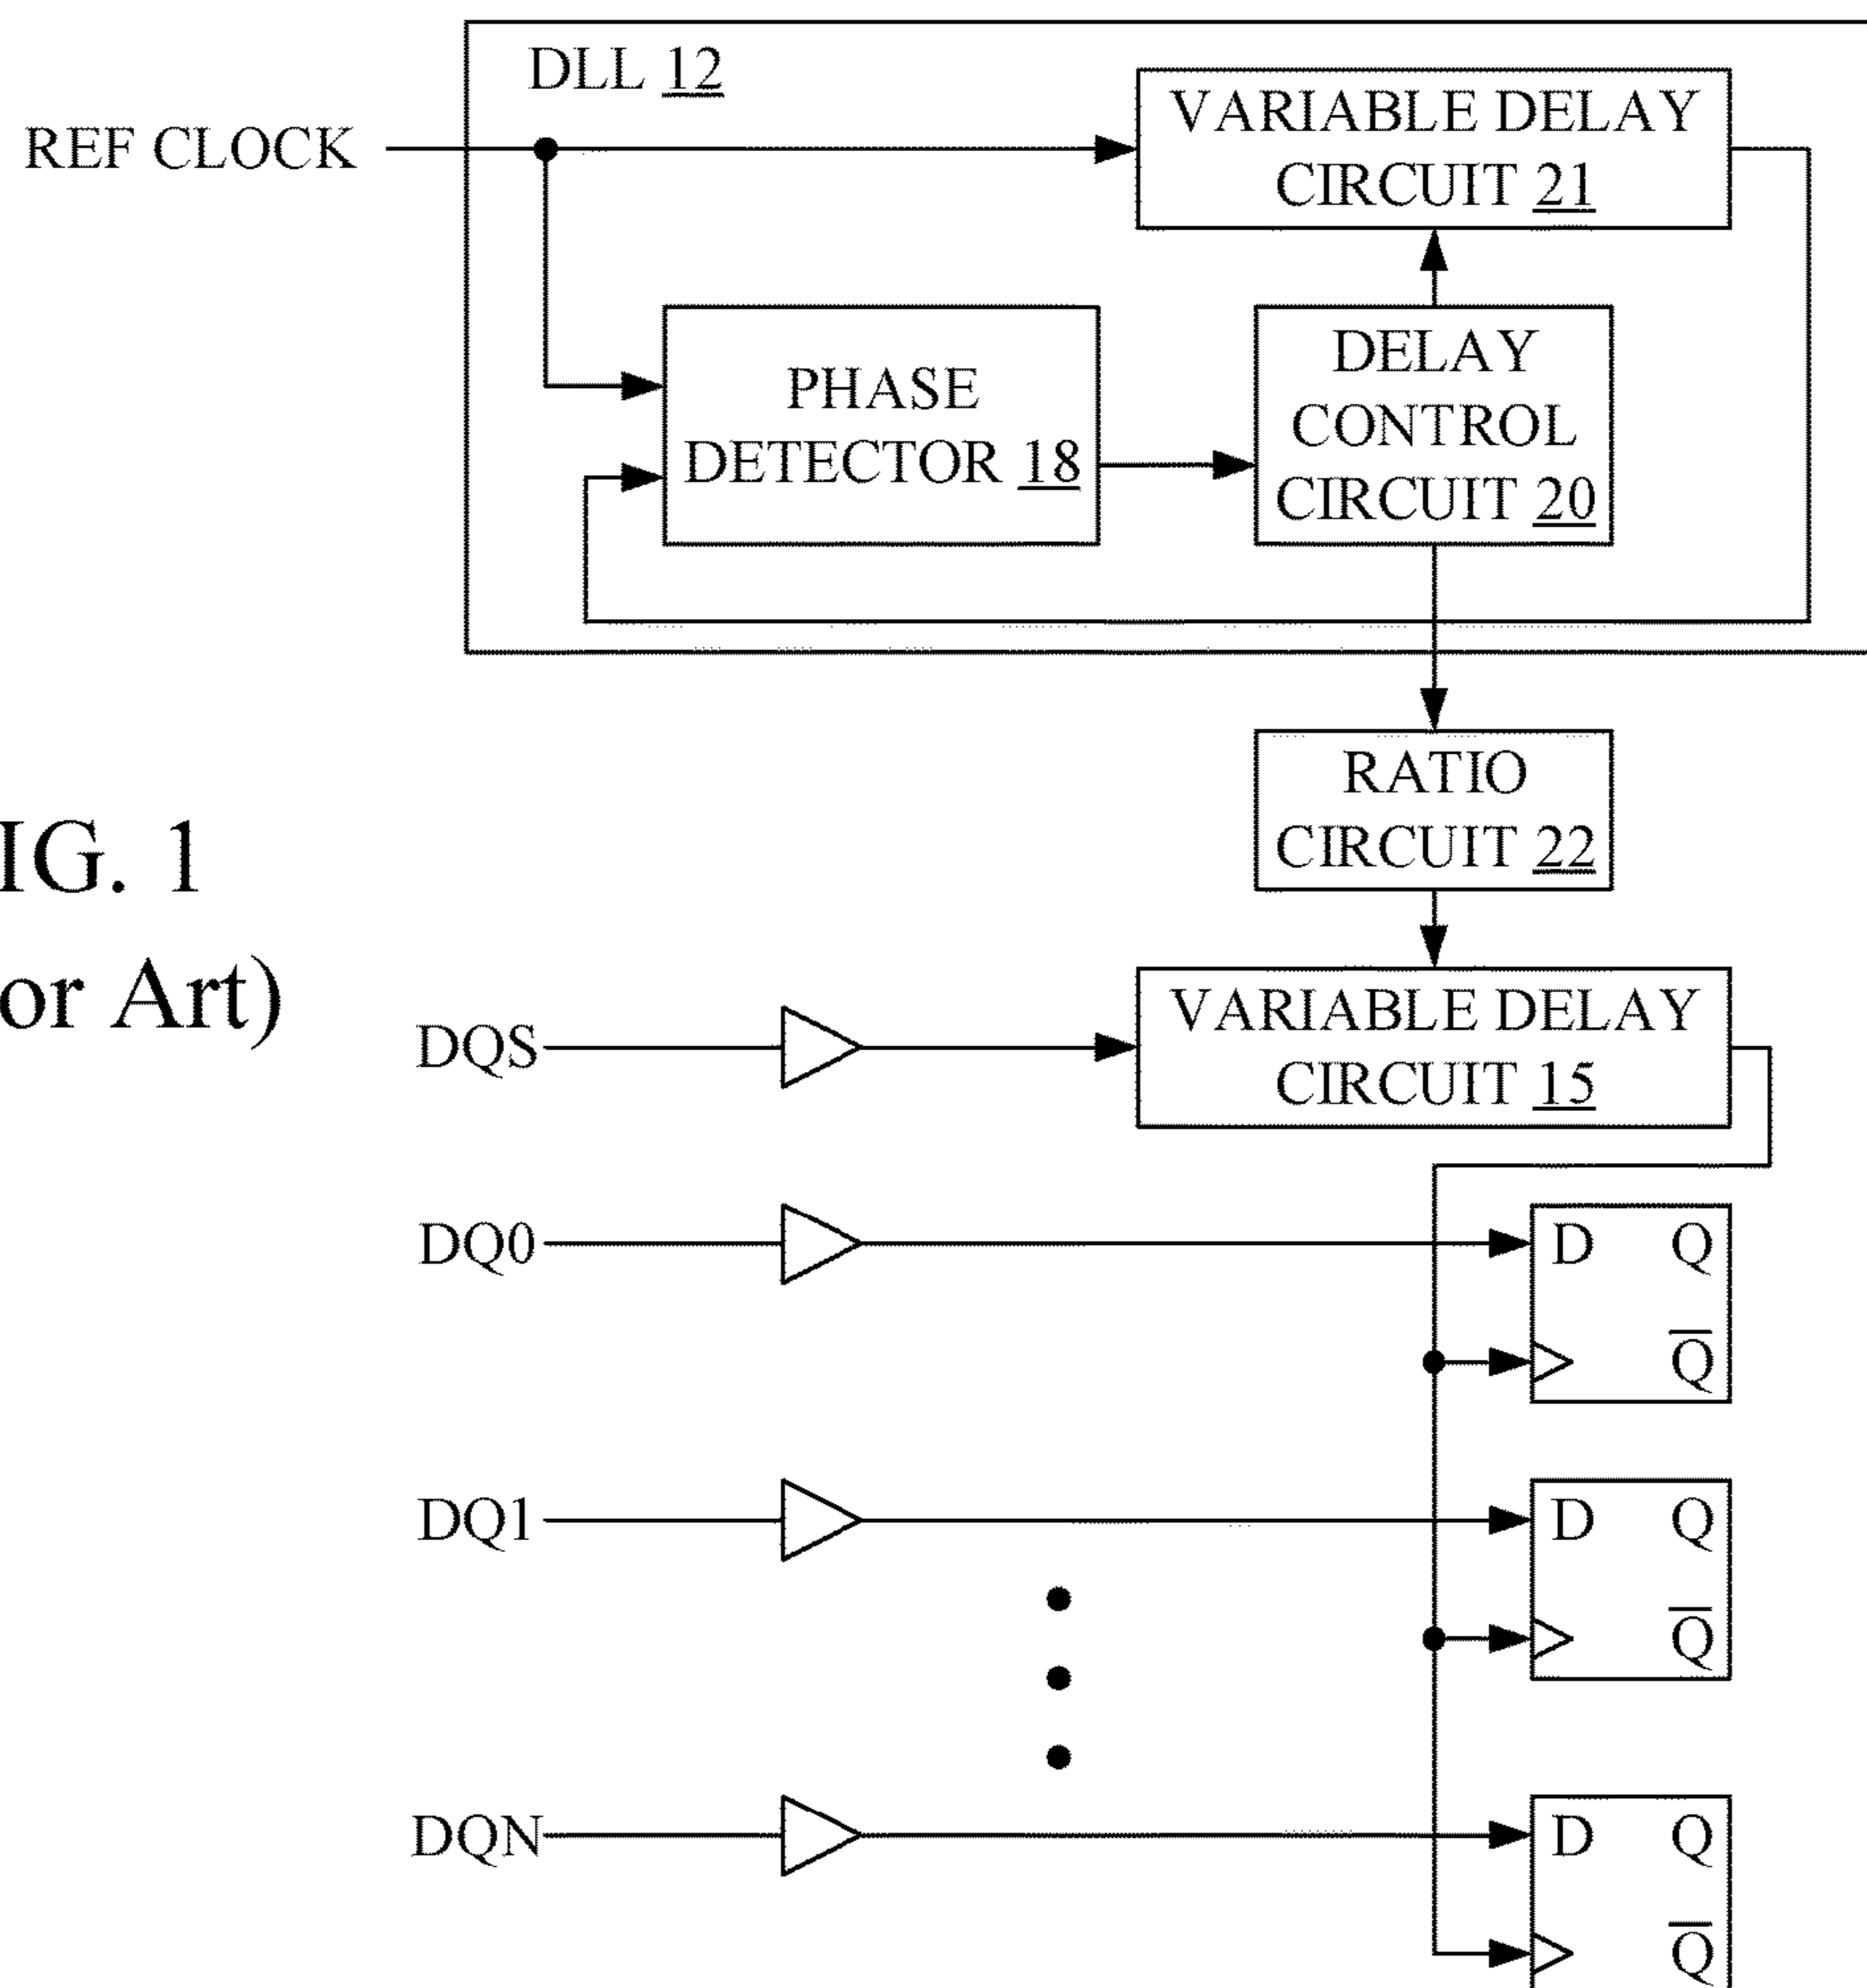 DLL 12
REF CLOCK
VARIABLE DELAY
CIRCUIT 21
PHASE
DETECTOR 18
DELAY
CONTROL
CIRCUIT 20
RATIO
CIRCUIT 22
IG. 1
or Art)
DQS
VARIABLE DELAY
CIRCUIT 15
DQ0
D Q
Q̅
DQ1
D Q
Q̅
DQN
D Q
Q̅